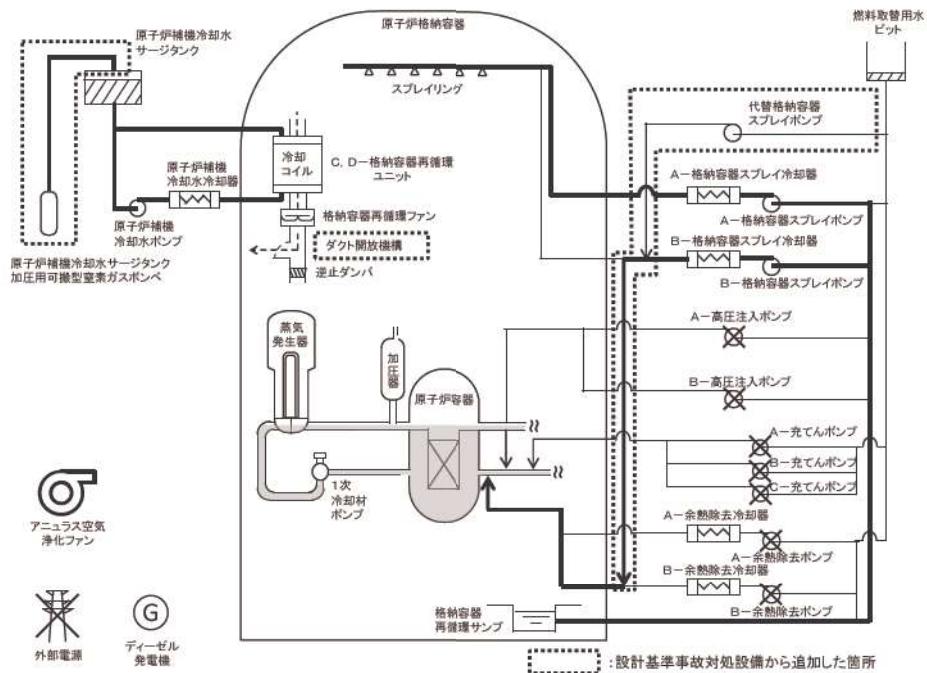 原子炉補機冷却水
サージタンク
原子炉格納容器
燃料取替用水
ピット
スプレイリング
代替格納容器
スプレイポンプ
冷却
コイル
C, D-格納容器再循環
ユニット
原子炉補機
冷却水冷却器
A-格納容器スプレイ冷却器
格納容器再循環ファン
原子炉補機
冷却水ポンプ
A-格納容器スプレイポンプ
B-格納容器スプレイ冷却器
ダクト開放機構
原子炉補機冷却水サージタンク
加圧用可搬型窒素ガスボンベ
逆止ダンパ
B-格納容器スプレイポンプ
蒸気
発生器
加圧器
A-高圧注入ポンプ
原子炉容器
B-高圧注入ポンプ
A-充てんポンプ
B-充てんポンプ
C-充てんポンプ
1次
冷却材
ポンプ
アニュラス空気
浄化ファン
A-余熱除去冷却器
A-余熱除去ポンプ
B-余熱除去冷却器
B-余熱除去ポンプ
格納容器
再循環サンプ
外部電源
G
ディーゼル
発電機
:設計基準事故対処設備から追加した箇所